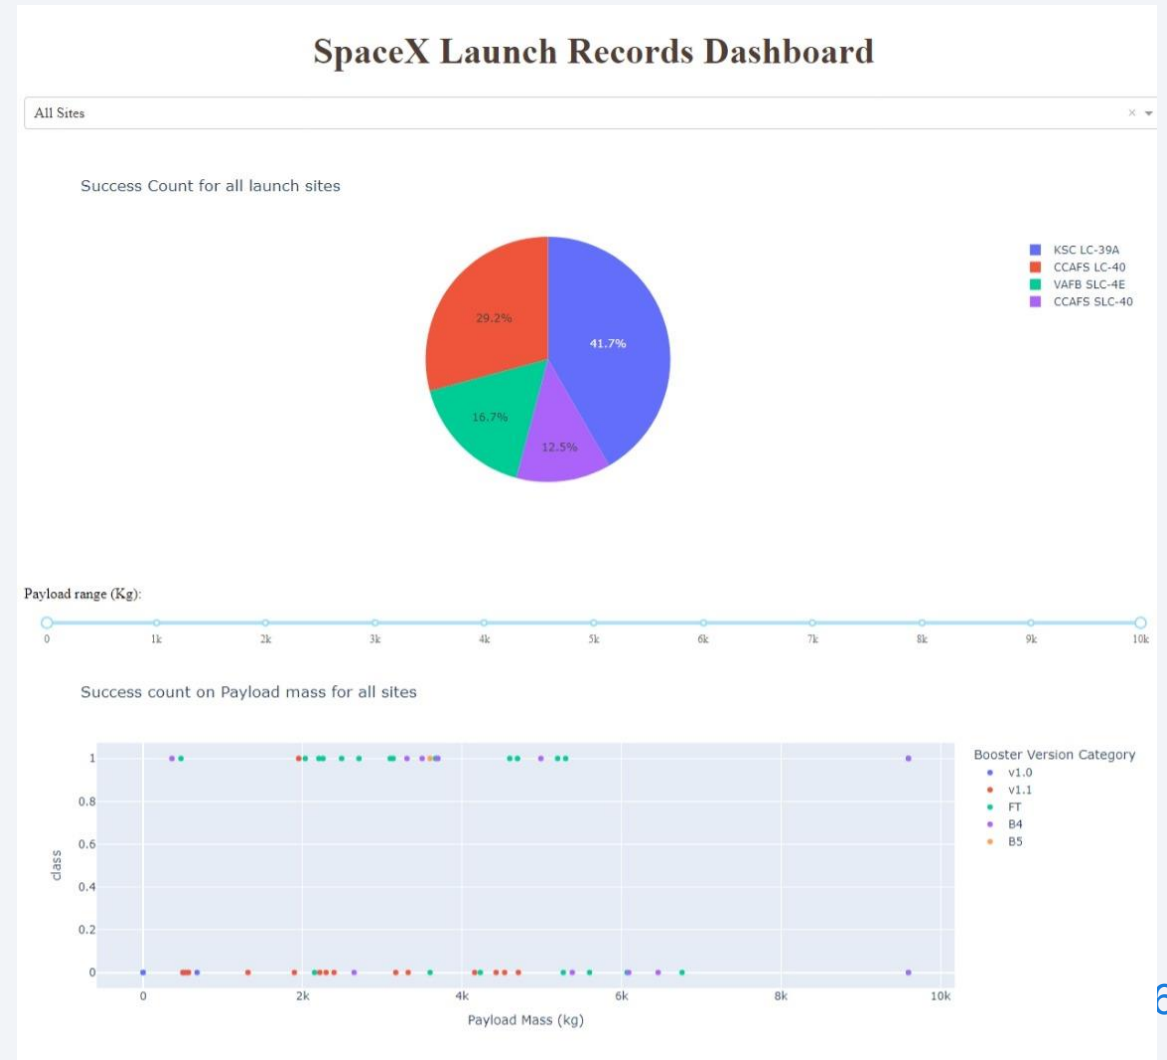 SpaceX Launch Records Dashboard
All Sites × 
Success Count for all launch sites
KSC LC-39A
CCAFS LC-40
VAFB SLC-4E
CCAFS SLC-40
29.2%
41.7%
16.7%
12.5%
Payload range (Kg):
0 1k 2k 3k 4k 5k 6k 7k 8k 9k 10k
Success count on Payload mass for all sites
Booster Version Category
v1.0
v1.1
FT
B4
B5
1
0.8
0.6
class
0.4
0.2
0
0 2k 4k 6k 8k 10k
Payload Mass (kg)